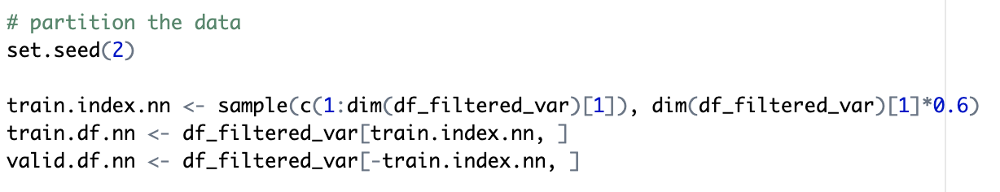 # partition the data
set.seed(2)
train.index.nn <- sample(c(1:dim(df_filtered_var)[1]), dim(df_filtered_var)[1]*0.6)
train.df.nn <- df_filtered_var[train.index.nn, ]
valid.df.nn <- df_filtered_var[-train.index.nn, ]